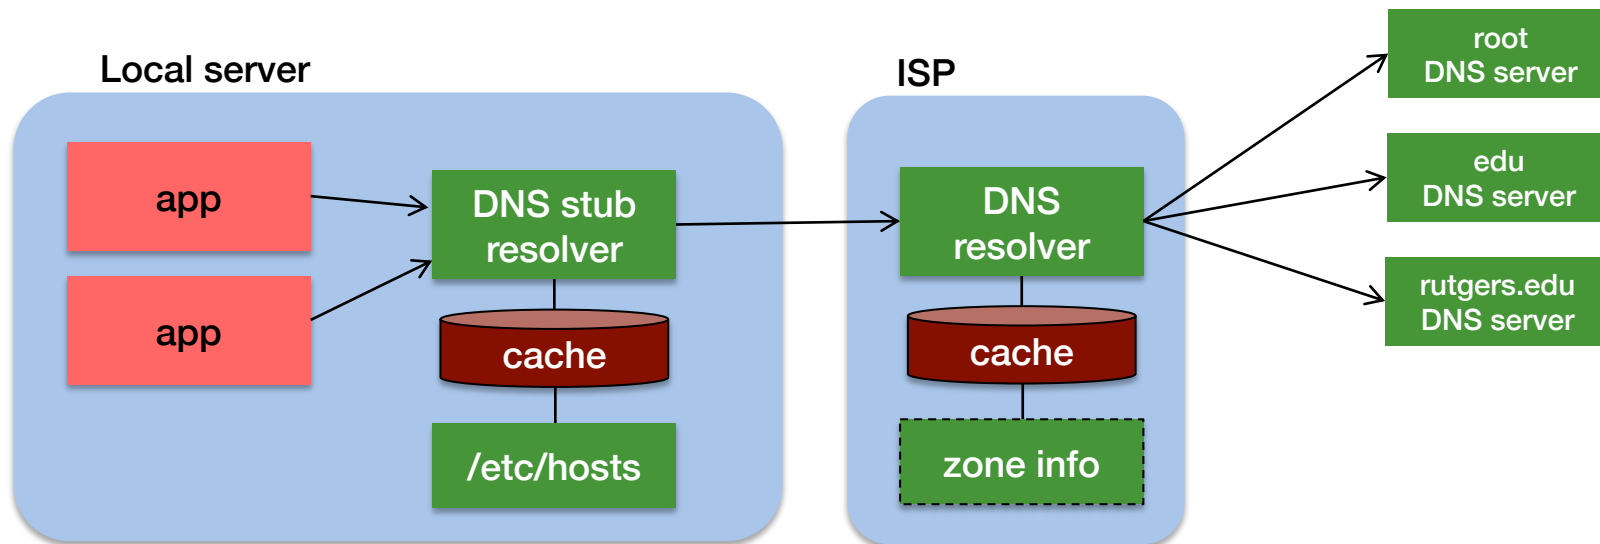 Local server
app
app
DNS stub
resolver
cache
/etc/hosts
ISP
DNS
resolver
cache
zone info
root
DNS server
edu
DNS server
rutgers.edu
DNS server